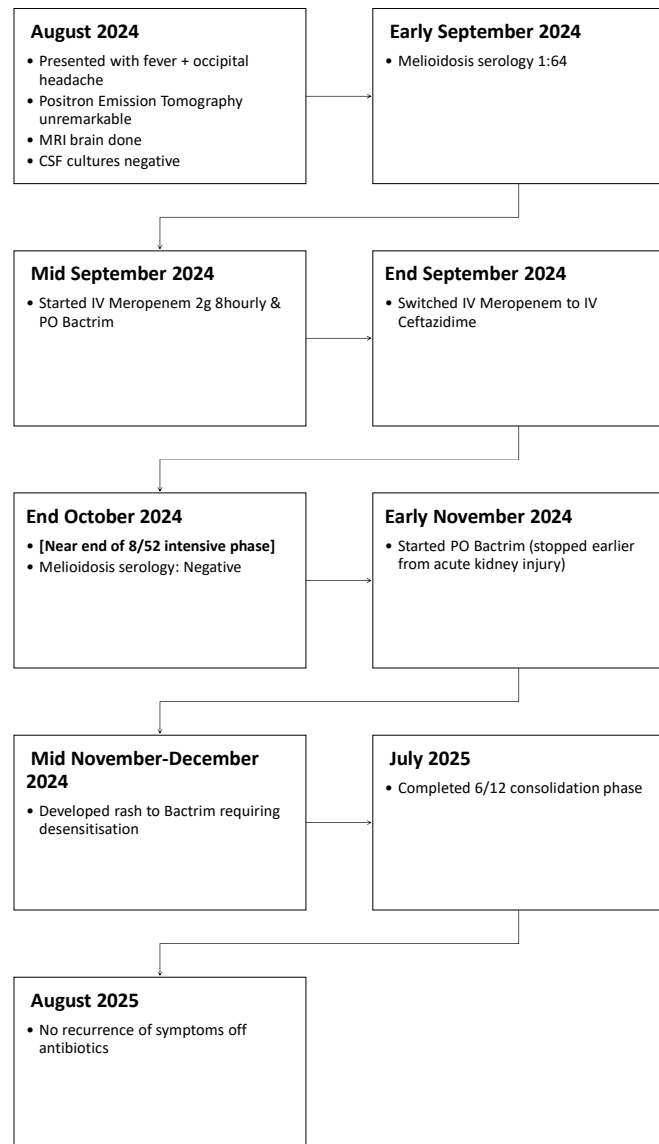 August 2024
• Presented with fever + occipital
headache
• Positron Emission Tomography
unremarkable
• MRI brain done
• CSF cultures negative
Early September 2024
• Melioidosis serology 1:64
Mid September 2024
• Started IV Meropenem 2g 8hourly &
PO Bactrim
End September 2024
• Switched IV Meropenem to IV
Ceftazidime
End October 2024
• [Near end of 8/52 intensive phase]
• Melioidosis serology: Negative
Early November 2024
• Started PO Bactrim (stopped earlier
from acute kidney injury)
Mid November-December
2024
• Developed rash to Bactrim requiring
desensitisation
July 2025
• Completed 6/12 consolidation phase
August 2025
• No recurrence of symptoms off
antibiotics